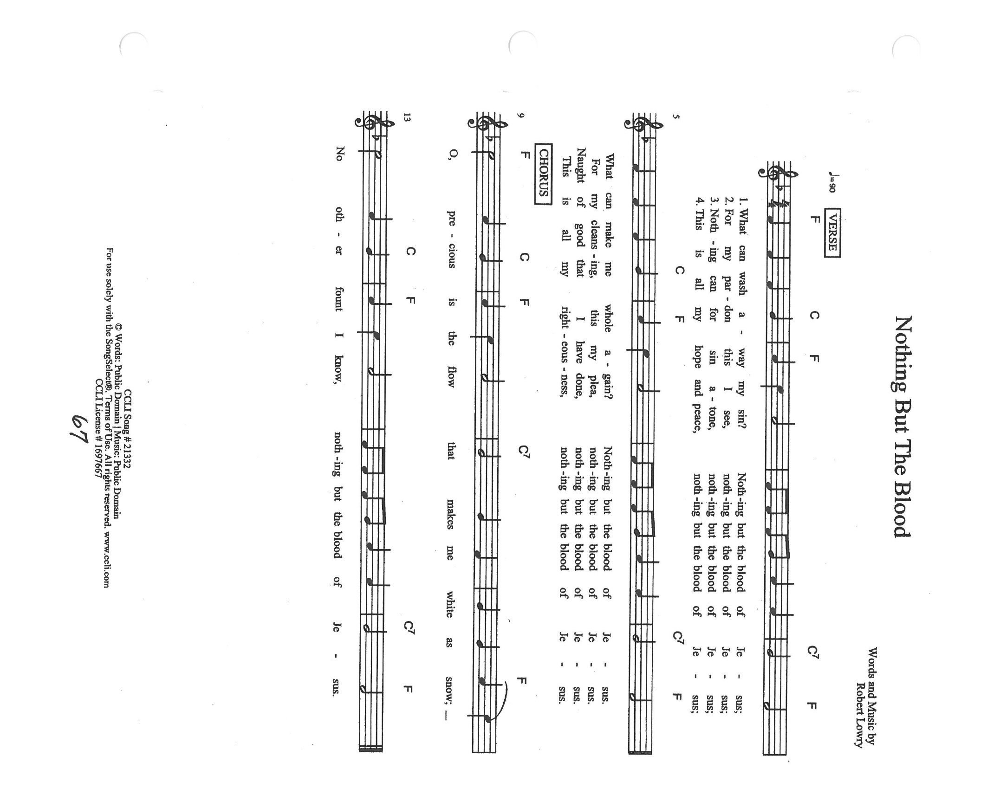 Nothing But The Blood
Words and Music by
Robert Lowry
♩=90
VERSE
F C F C7 F
1. What can wash a - way my sin? Noth -ing but the blood of Je - sus;
2. For my par - don this I see, noth -ing but the blood of Je - sus;
3. Noth -ing can for sin a - tone, noth -ing but the blood of Je - sus;
4. This is all my hope and peace, noth -ing but the blood of Je - sus;
5
C F C7 F
What can make me whole a - gain? Noth -ing but the blood of Je - sus.
For my cleans -ing, this my plea, noth -ing but the blood of Je - sus.
Naught of good that I have done, noth -ing but the blood of Je - sus.
This is all my right - eous - ness, noth -ing but the blood of Je - sus.
CHORUS
9
F C F C7 F
O, pre - cious is the flow that makes me white as snow; —
13
C F C7 F
No oth - er fount I know, noth -ing but the blood of Je - sus.
CCLI Song # 21332
© Words: Public Domain | Music: Public Domain
For use solely with the SongSelect®. Terms of Use. All rights reserved. www.ccli.com
CCLI License # 1697667
67